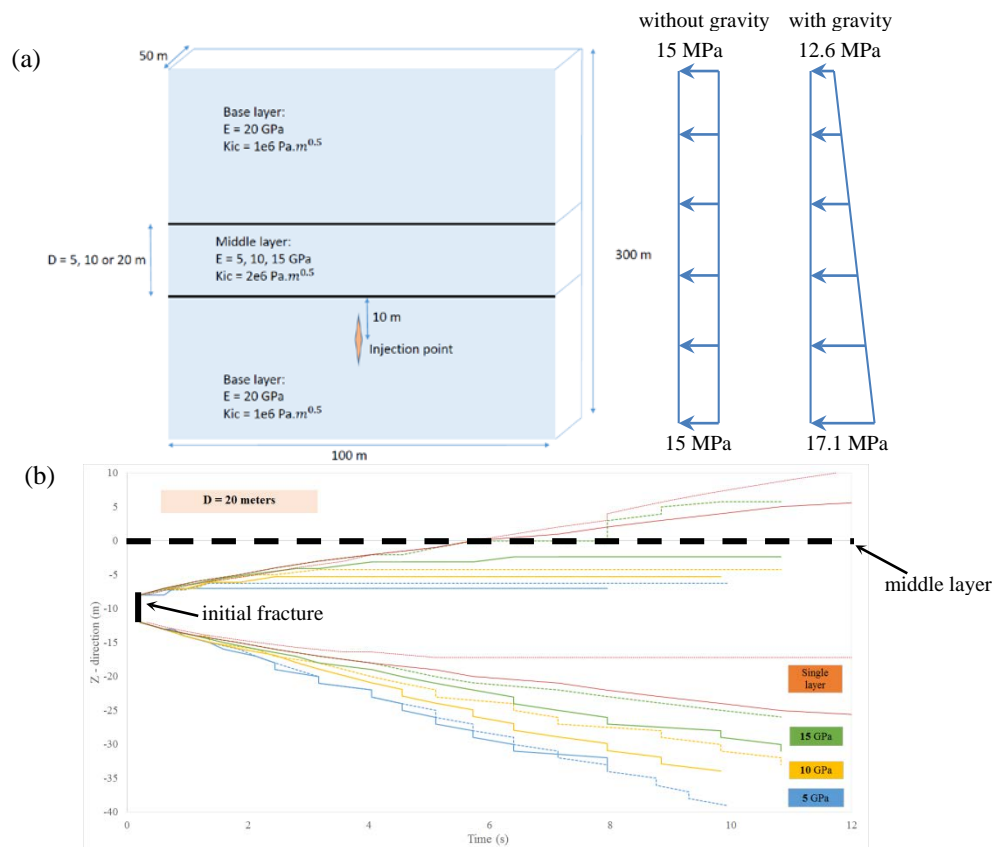 (a)
50 m
without gravity
15 MPa
with gravity
12.6 MPa
Base layer:
E = 20 GPa
Kic = 1e6 Pa.m^0.5
D = 5, 10 or 20 m
Middle layer:
E = 5, 10, 15 GPa
Kic = 2e6 Pa.m^0.5
300 m
10 m
Injection point
Base layer:
E = 20 GPa
Kic = 1e6 Pa.m^0.5
100 m
15 MPa
17.1 MPa
(b)
D = 20 meters
10
5
0
-5
-10
-15
-20
-25
-30
-35
-40
Z - direction (m)
middle layer
initial fracture
Single
layer
15 GPa
10 GPa
5 GPa
0
2
4
6
8
10
12
Time (s)